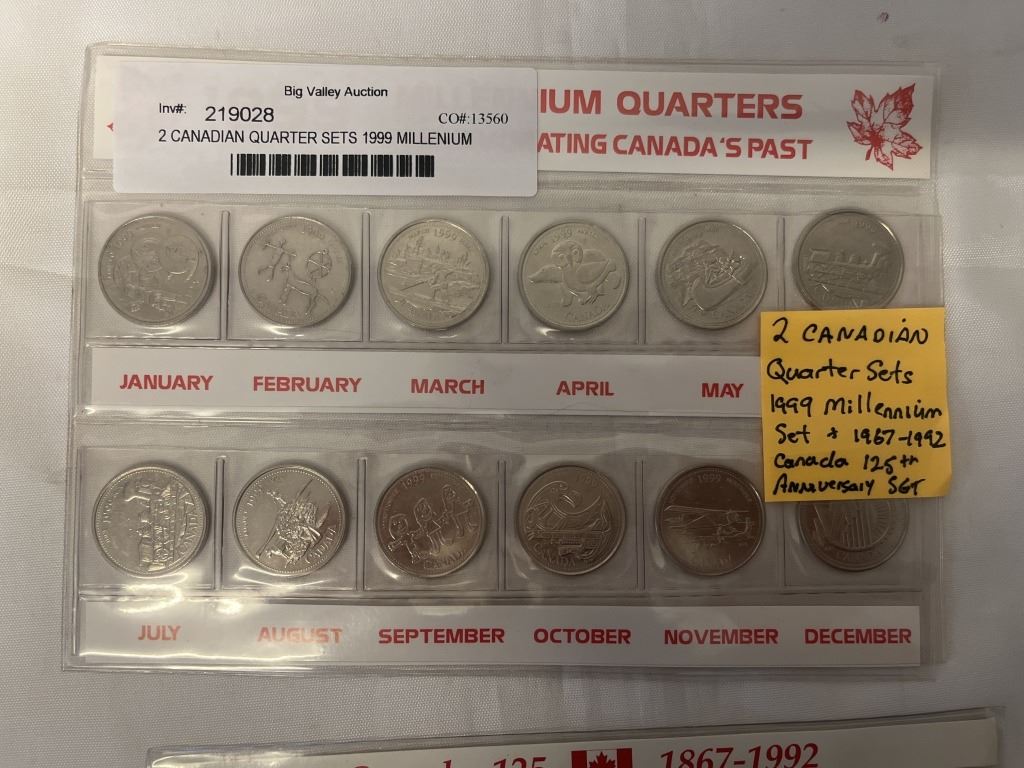 Big Valley Auction
Inv#: 219028 CO#:13560
2 CANADIAN QUARTER SETS 1999 MILLENIUM
IUM QUARTERS
ATING CANADA'S PAST
JANUARY FEBRUARY MARCH APRIL MAY
2 CANADIAN
Quarter Sets
1999 Millennium
Set + 1967-1992
Canada 125th
Anniversary SET
JULY AUGUST SEPTEMBER OCTOBER NOVEMBER DECEMBER
125 1867-1992